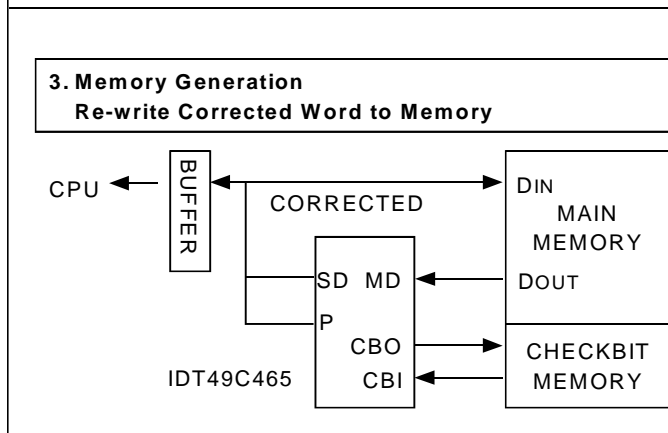 3. Memory Generation
Re-write Corrected Word to Memory
CPU
BUFFER
CORRECTED
DIN
MAIN
MEMORY
SD MD
DOUT
P
CBO
CHECKBIT
IDT49C465
CBI
MEMORY